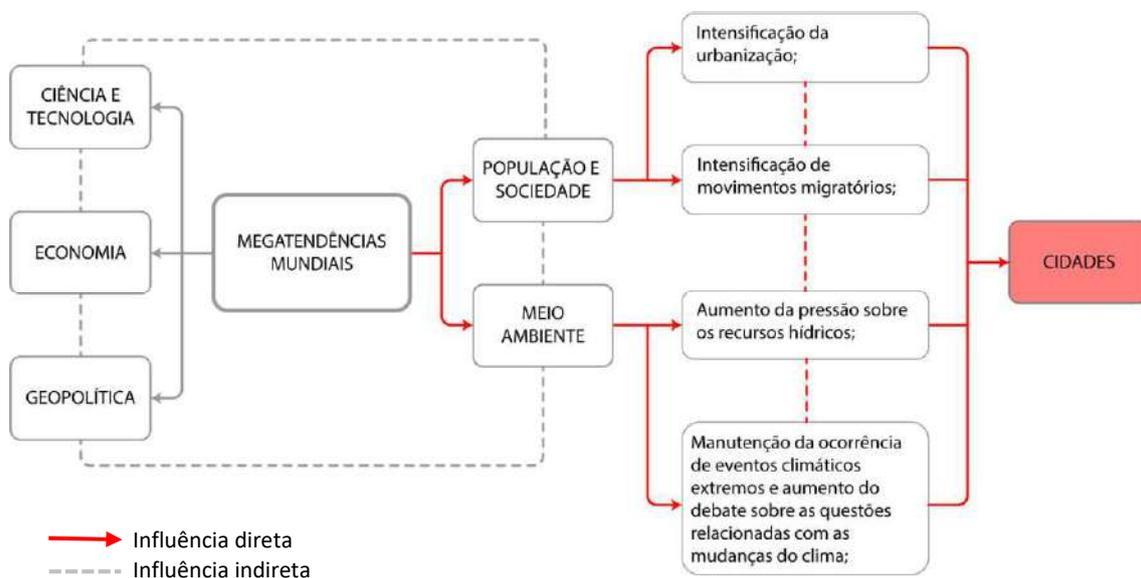 CIÊNCIA E
TECNOLOGIA
ECONOMIA
GEOPOLÍTICA
MEGATENDÊNCIAS
MUNDIAIS
POPULAÇÃO E
SOCIEDADE
MEIO
AMBIENTE
Intensificação da
urbanização;
Intensificação de
movimentos migratórios;
Aumento da pressão sobre
os recursos hídricos;
Manutenção da ocorrência
de eventos climáticos
extremos e aumento do
debate sobre as questões
relacionadas com as
mudanças do clima;
CIDADES
Influência direta
Influência indireta